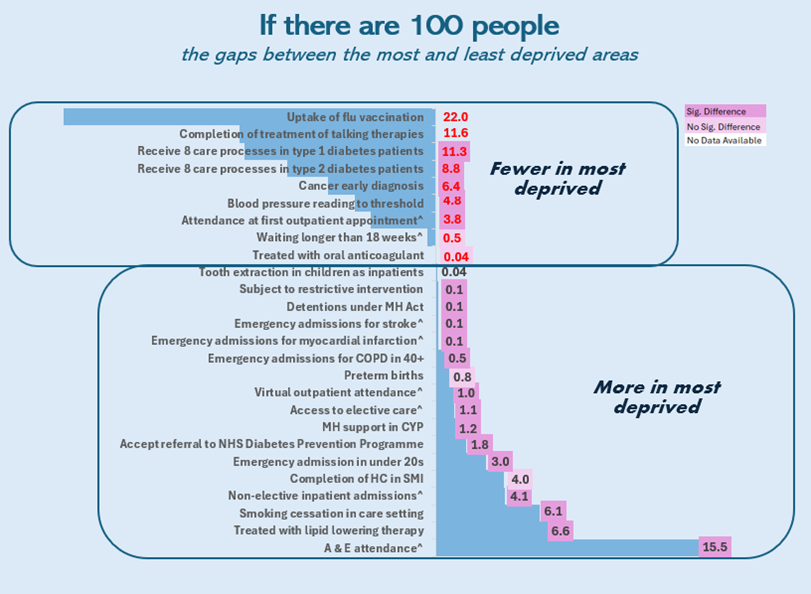 If there are 100 people
the gaps between the most and least deprived areas
Sig. Difference
No Sig. Difference
No Data Available
Uptake of flu vaccination 22.0
Completion of treatment of talking therapies 11.6
Receive 8 care processes in type 1 diabetes patients 11.3
Receive 8 care processes in type 2 diabetes patients 8.8
Cancer early diagnosis 6.4
Blood pressure reading to threshold 4.8
Attendance at first outpatient appointment^ 3.8
Waiting longer than 18 weeks^ 0.5
Treated with oral anticoagulant 0.04
Fewer in most
deprived
Tooth extraction in children as inpatients 0.04
Subject to restrictive intervention 0.1
Detentions under MH Act 0.1
Emergency admissions for stroke^ 0.1
Emergency admissions for myocardial infarction^ 0.1
Emergency admissions for COPD in 40+ 0.5
Preterm births 0.8
Virtual outpatient attendance^ 1.0
Access to elective care^ 1.1
MH support in CYP 1.2
Accept referral to NHS Diabetes Prevention Programme 1.8
Emergency admission in under 20s 3.0
Completion of HC in SMI 4.0
Non-elective inpatient admissions^ 4.1
Smoking cessation in care setting 6.1
Treated with lipid lowering therapy 6.6
A & E attendance^ 15.5
More in most
deprived